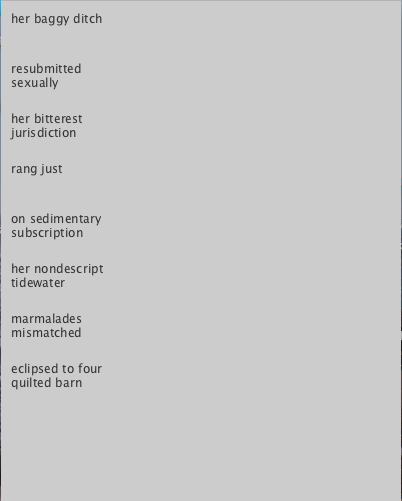 her baggy ditch
resubmitted
sexually
her bitterest
jurisdiction
rang just
on sedimentary
subscription
her nondescript
tidewater
marmalades
mismatched
eclipsed to four
quilted barn